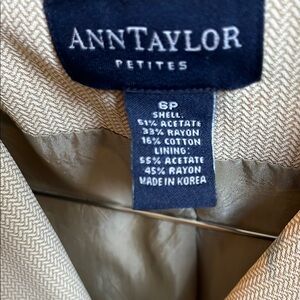 ANNTAYLOR
PETITES
6P
SHELL:
51% ACETATE
33% RAYON
16% COTTON
LINING:
55% ACETATE
45% RAYON
MADE IN KOREA